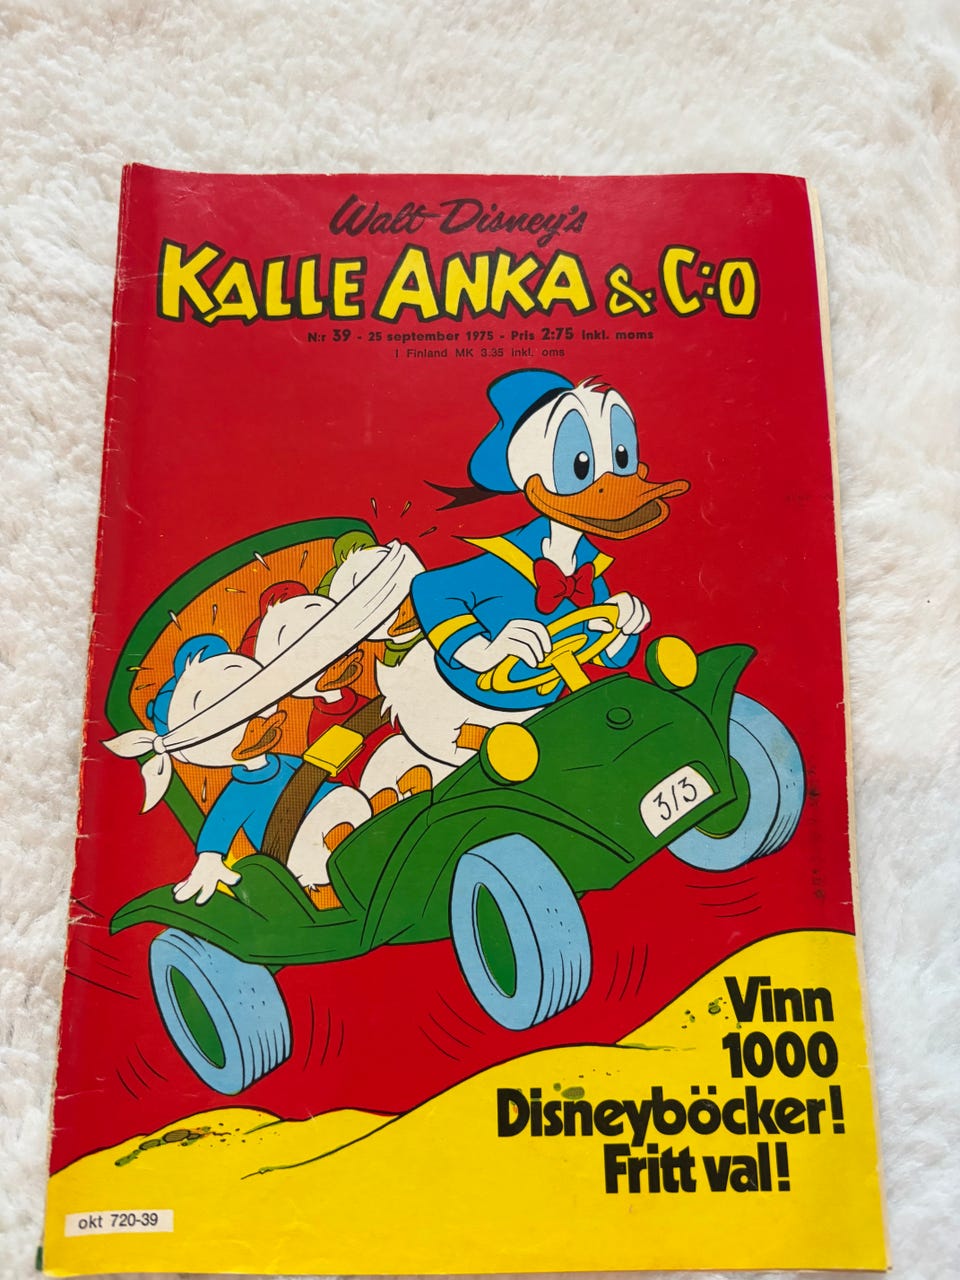 Walt Disney's
KALLE ANKA & C:O
N:r 39 - 25 september 1975 - Pris 2:75 inkl. moms
I Finland MK 3.35 inkl. oms
313
Vinn
1000
Disneyböcker!
Fritt val!
okt 720-39